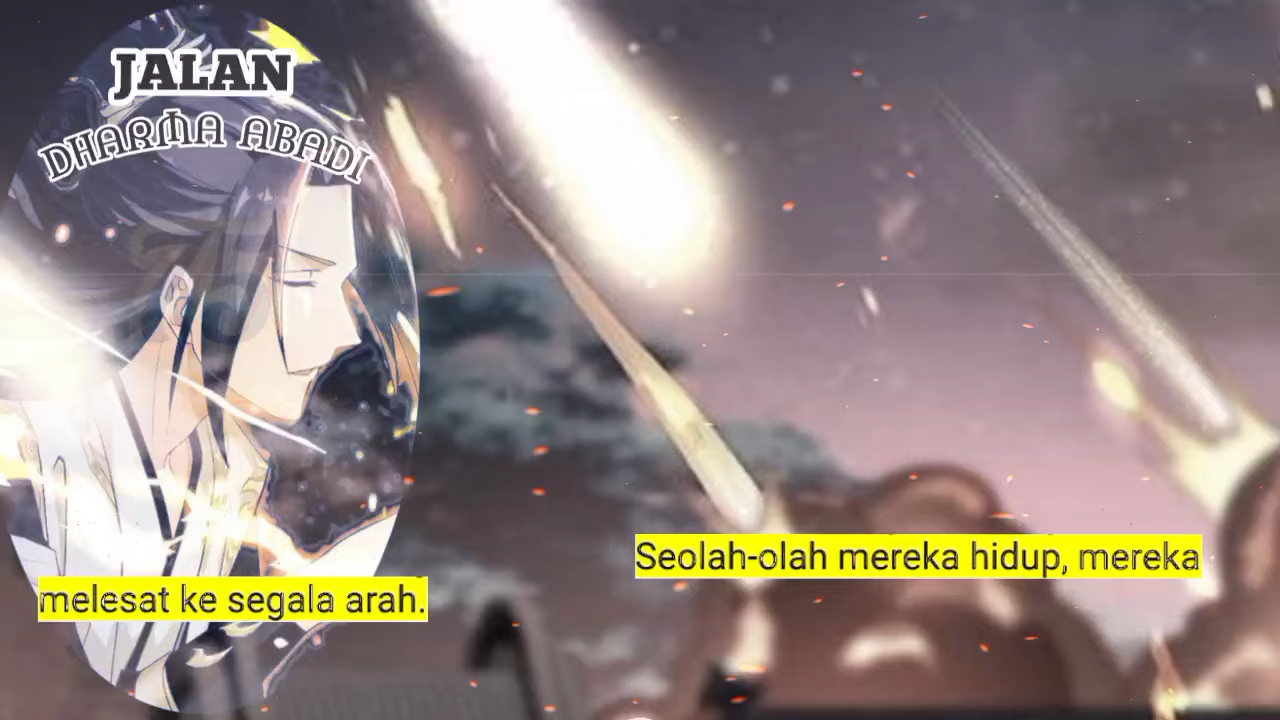 JALAN
DHARMA ABADI
Seolah-olah mereka hidup, mereka
melesat ke segala arah.